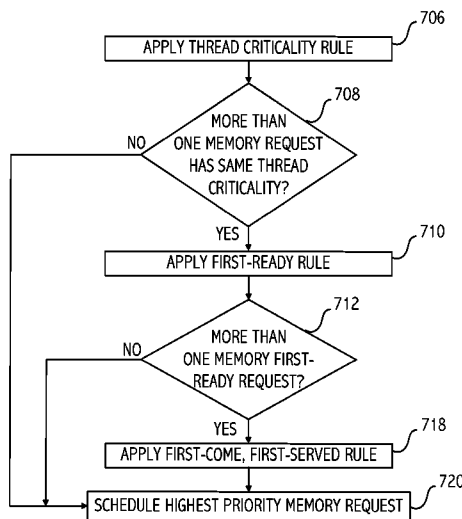 706
APPLY THREAD CRITICALITY RULE
708
MORE THAN
ONE MEMORY REQUEST
HAS SAME THREAD
CRITICALITY?
NO
YES
710
APPLY FIRST-READY RULE
712
MORE THAN
ONE MEMORY FIRST-
READY REQUEST?
NO
YES
718
APPLY FIRST-COME, FIRST-SERVED RULE
720
SCHEDULE HIGHEST PRIORITY MEMORY REQUEST